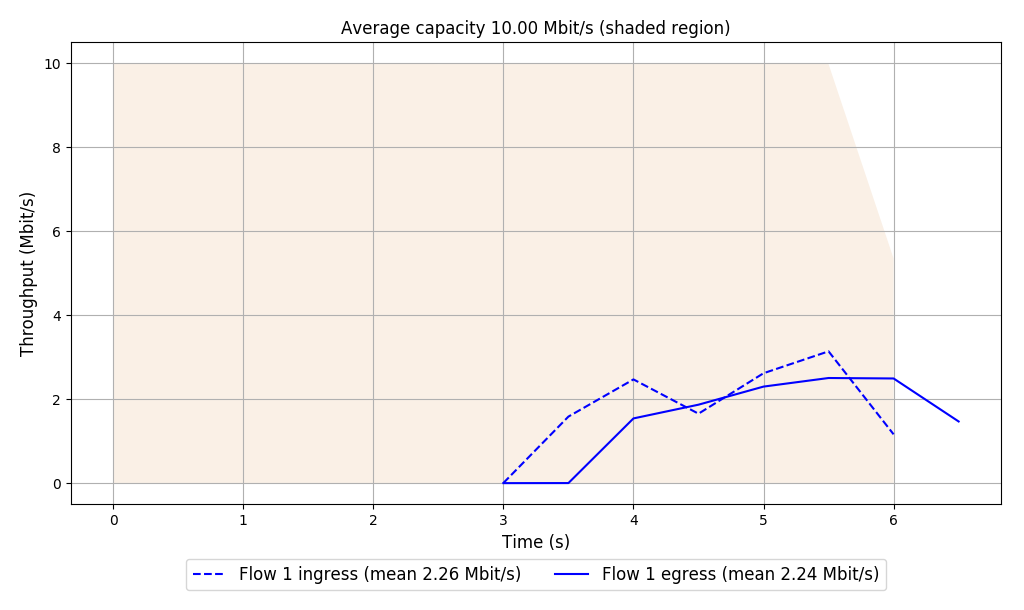 Average capacity 10.00 Mbit/s (shaded region)
10
8
6
4
2
0
Throughput (Mbit/s)
0 1 2 3 4 5 6
Time (s)
Flow 1 ingress (mean 2.26 Mbit/s) Flow 1 egress (mean 2.24 Mbit/s)